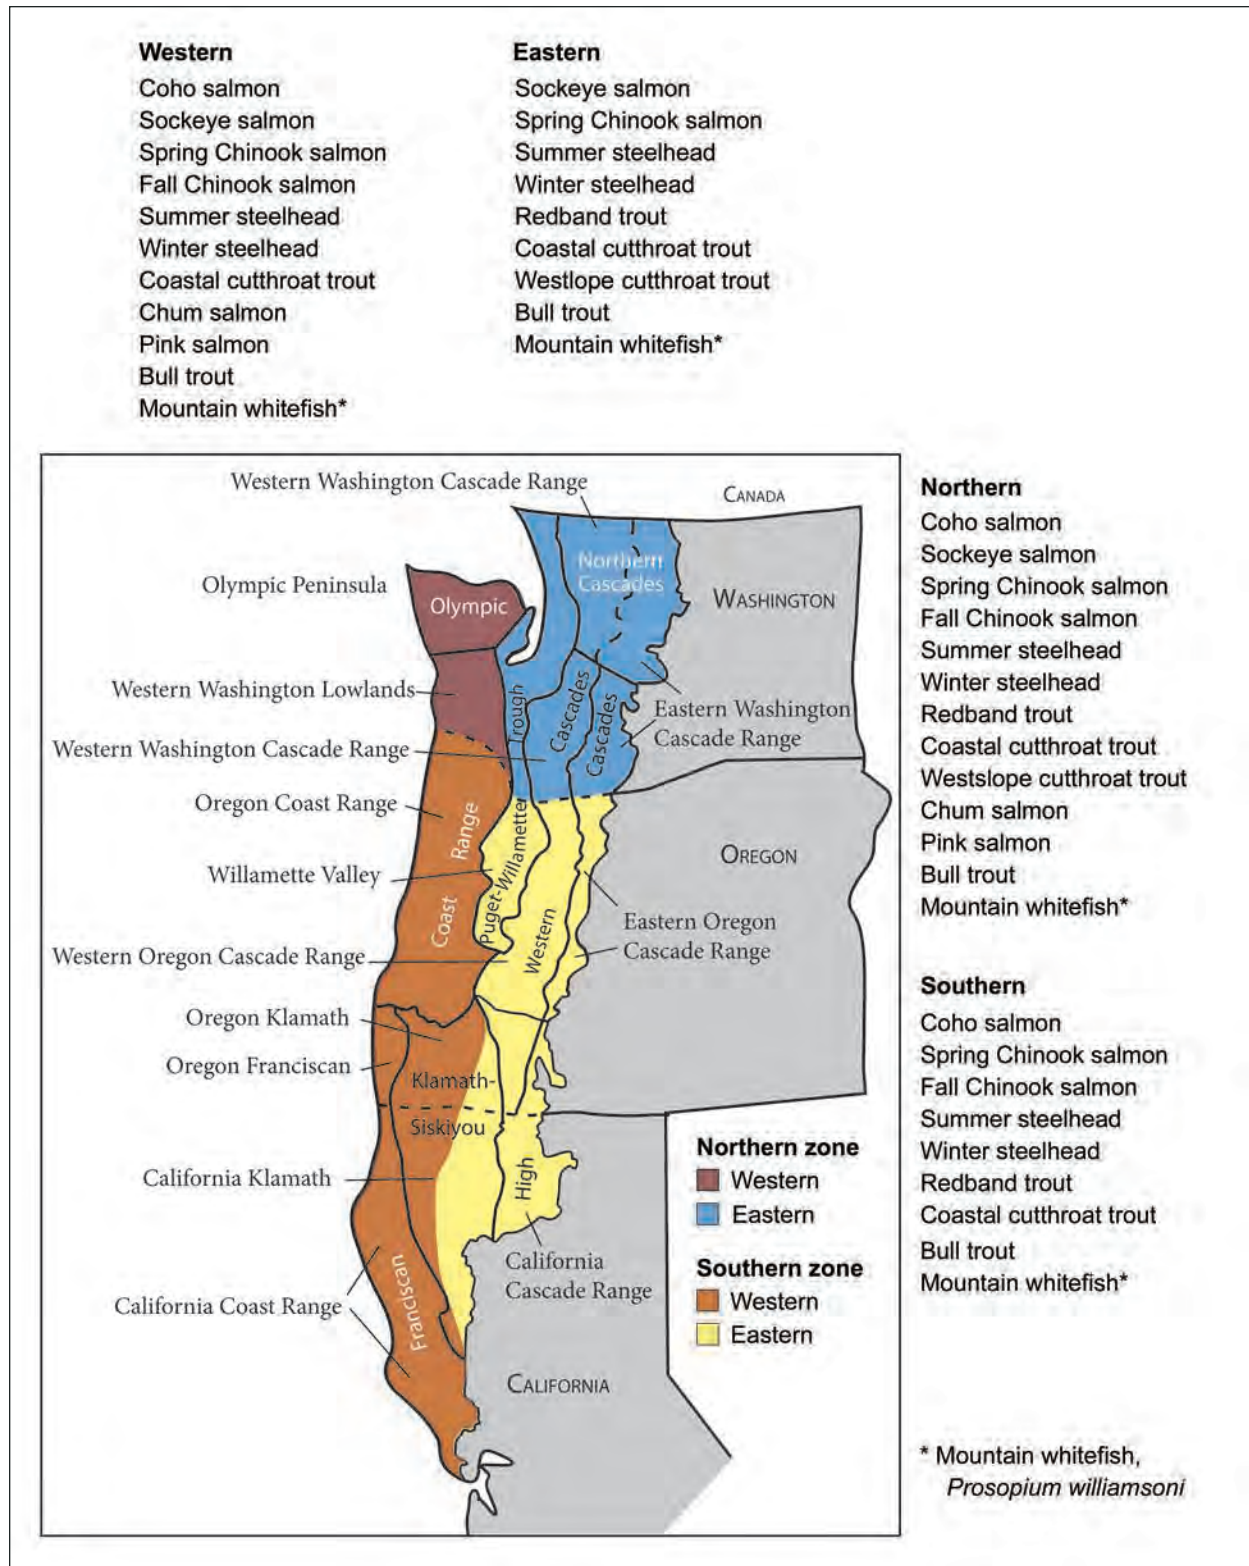 Western
Coho salmon
Sockeye salmon
Spring Chinook salmon
Fall Chinook salmon
Summer steelhead
Winter steelhead
Coastal cutthroat trout
Chum salmon
Pink salmon
Bull trout
Mountain whitefish*
Eastern
Sockeye salmon
Spring Chinook salmon
Summer steelhead
Winter steelhead
Redband trout
Coastal cutthroat trout
Westlope cutthroat trout
Bull trout
Mountain whitefish*
Western Washington Cascade Range
CANADA
Northern
Cascades
Olympic Peninsula
Olympic
WASHINGTON
Western Washington Lowlands
Trough
Cascades
Cascades
Eastern Washington
Cascade Range
Western Washington Cascade Range
Oregon Coast Range
Range
Coast
Willamette Valley
Puget-Willamette
OREGON
Western
Eastern Oregon
Cascade Range
Western Oregon Cascade Range
Oregon Klamath
Oregon Franciscan
Klamath-
Siskiyou
California Klamath
High
California
Cascade Range
California Coast Range
Franciscan
CALIFORNIA
Northern zone
Western
Eastern
Southern zone
Western
Eastern
Northern
Coho salmon
Sockeye salmon
Spring Chinook salmon
Fall Chinook salmon
Summer steelhead
Winter steelhead
Redband trout
Coastal cutthroat trout
Westslope cutthroat trout
Chum salmon
Pink salmon
Bull trout
Mountain whitefish*
Southern
Coho salmon
Spring Chinook salmon
Fall Chinook salmon
Summer steelhead
Winter steelhead
Redband trout
Coastal cutthroat trout
Bull trout
Mountain whitefish*
* Mountain whitefish,
Prosopium williamsoni